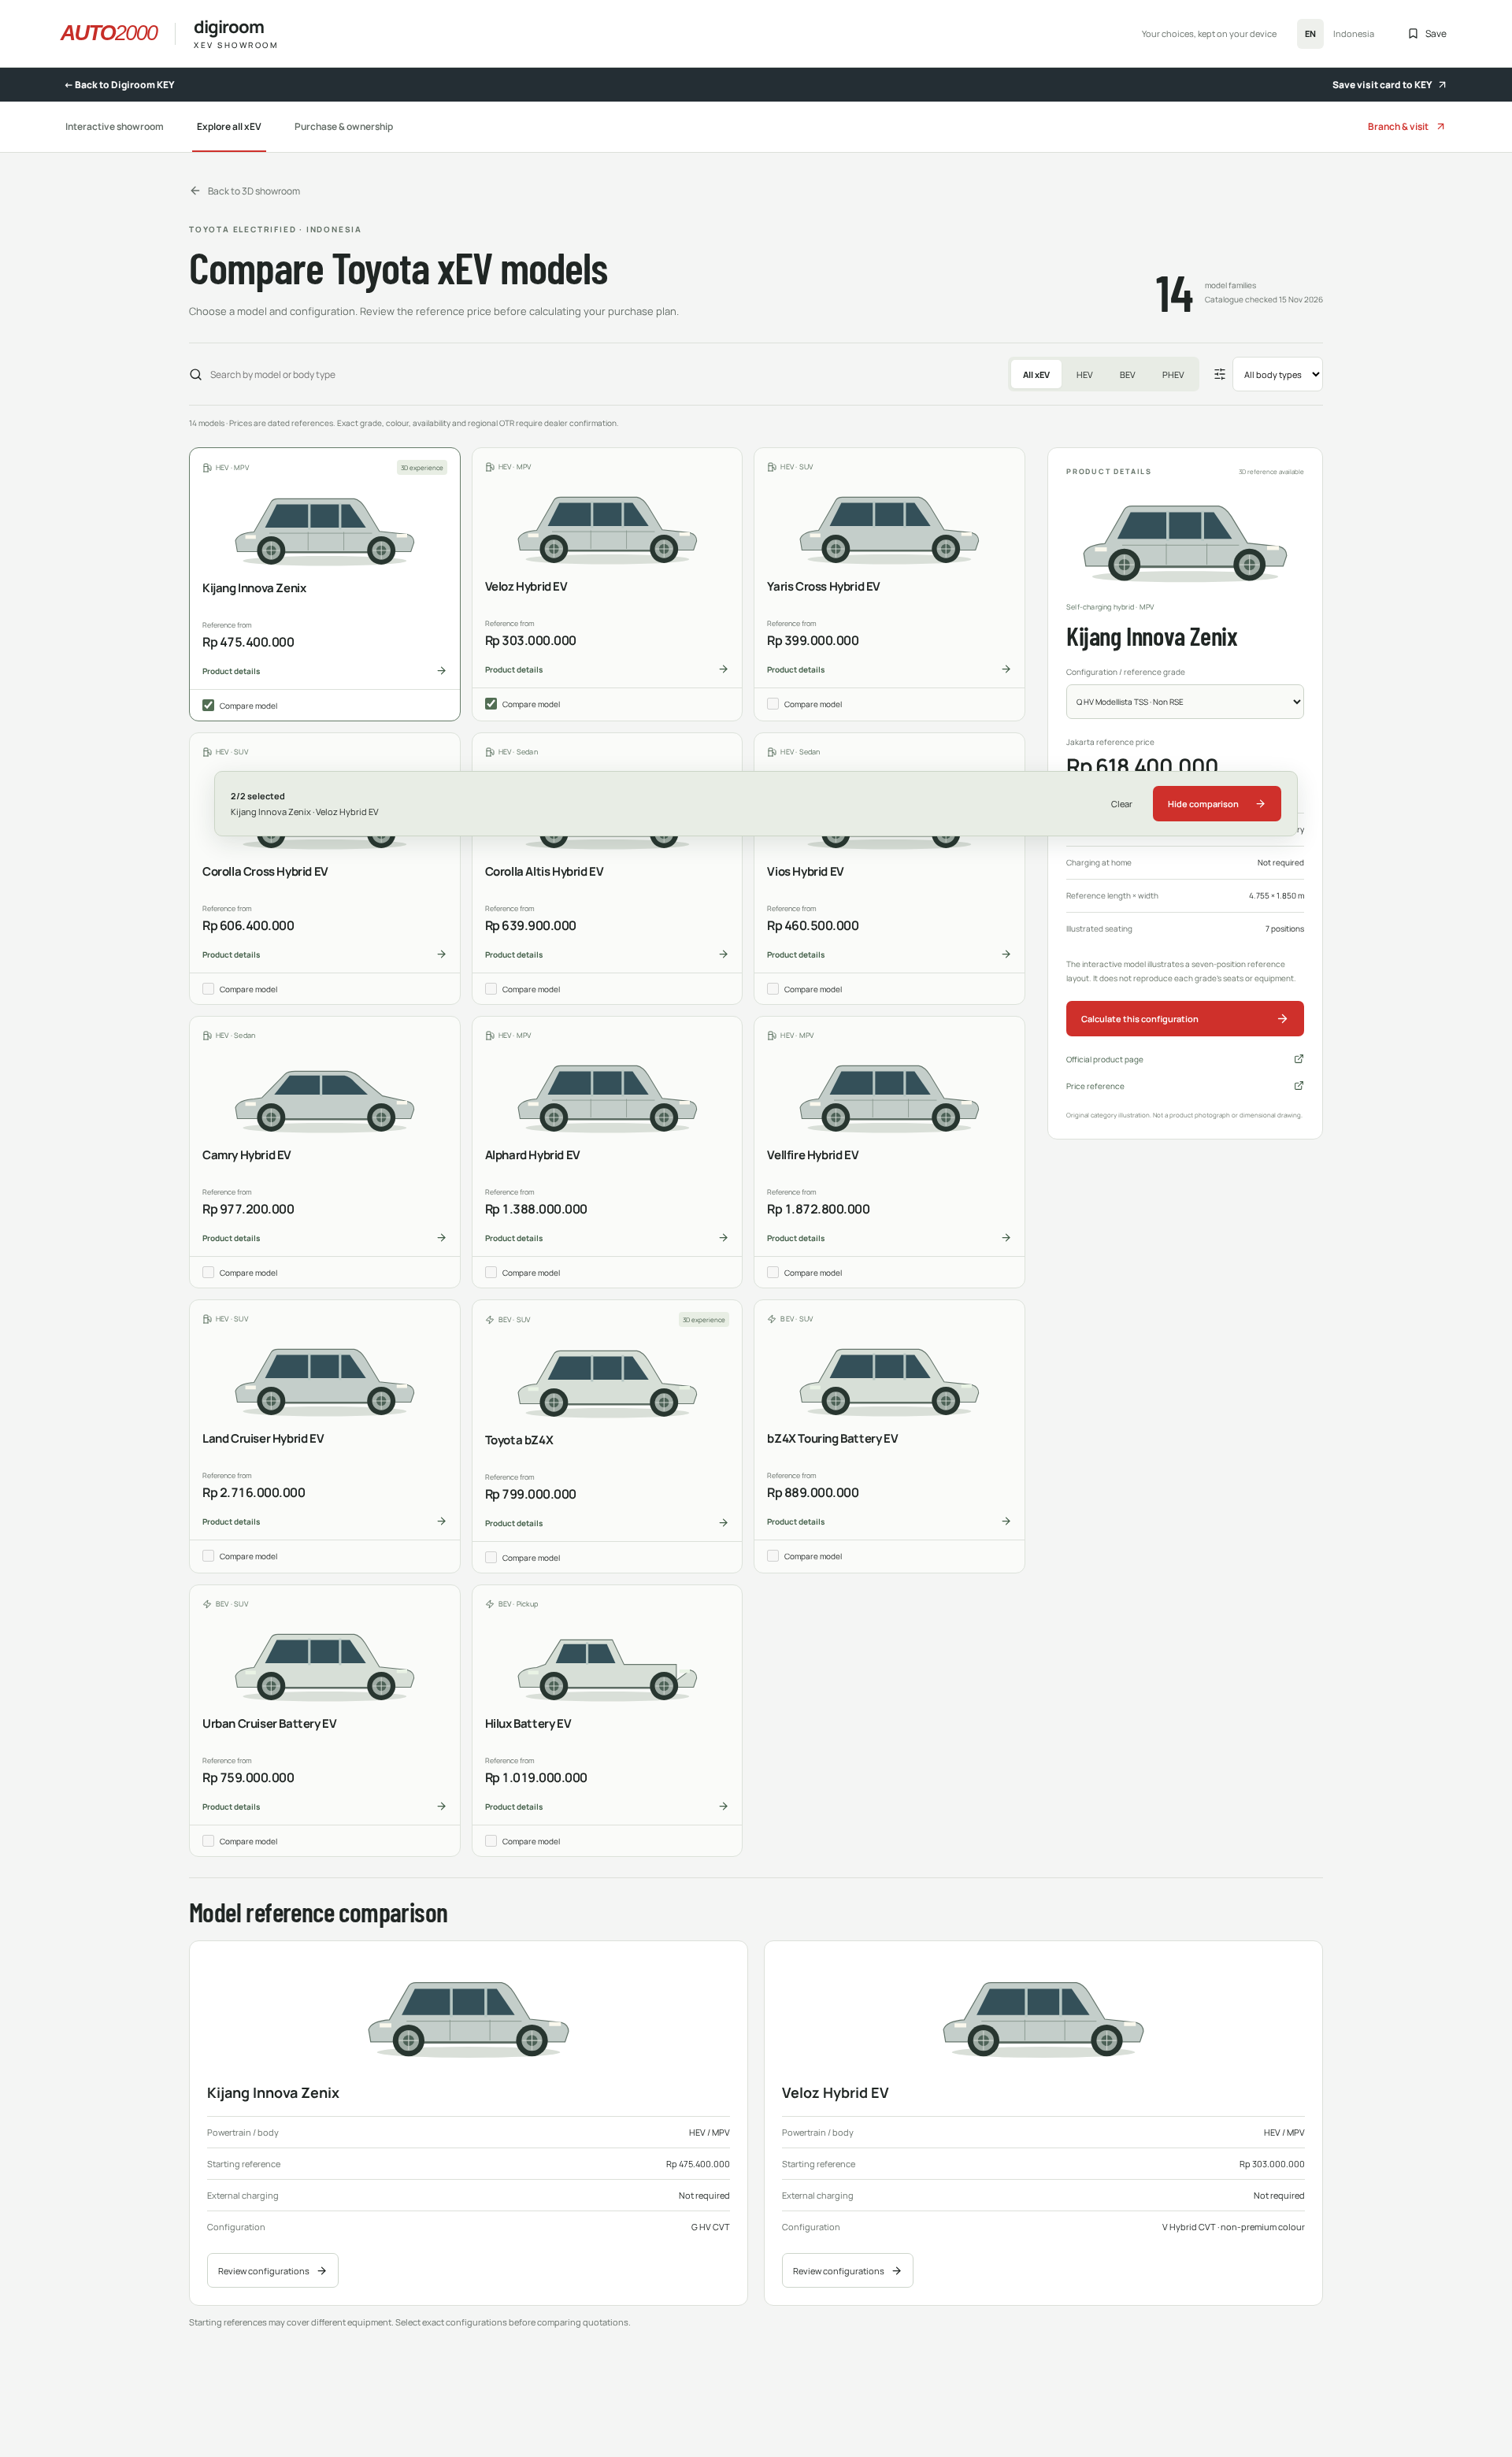 AUTO2000
digiroom
XEV SHOWROOM
Your choices, kept on your device
EN
Indonesia
Save
← Back to Digiroom KEY
Save visit card to KEY
Interactive showroom
Explore all xEV
Purchase & ownership
Branch & visit
Back to 3D showroom
TOYOTA ELECTRIFIED · INDONESIA
Compare Toyota xEV models
Choose a model and configuration. Review the reference price before calculating your purchase plan.
14
model families
Catalogue checked 15 Nov 2026
Search by model or body type
All xEV
HEV
BEV
PHEV
All body types
14 models · Prices are dated references. Exact grade, colour, availability and regional OTR require dealer confirmation.
HEV · MPV
3D experience
Kijang Innova Zenix
Reference from
Rp 475.400.000
Product details
Compare model
HEV · MPV
Veloz Hybrid EV
Reference from
Rp 303.000.000
Product details
Compare model
HEV · SUV
Yaris Cross Hybrid EV
Reference from
Rp 399.000.000
Product details
Compare model
PRODUCT DETAILS
3D reference available
Self-charging hybrid · MPV
Kijang Innova Zenix
Configuration / reference grade
Q HV Modellista TSS · Non RSE
Jakarta reference price
Rp 618.400.000
Charging at home
Not required
Reference length × width
4.755 × 1.850 m
Illustrated seating
7 positions
The interactive model illustrates a seven-position reference
layout. It does not reproduce each grade's seats or equipment.
Calculate this configuration
Official product page
Price reference
Original category illustration. Not a product photograph or dimensional drawing.
2/2 selected
Kijang Innova Zenix · Veloz Hybrid EV
Clear
Hide comparison
HEV · SUV
Corolla Cross Hybrid EV
Reference from
Rp 606.400.000
Product details
Compare model
HEV · Sedan
Corolla Altis Hybrid EV
Reference from
Rp 639.900.000
Product details
Compare model
HEV · Sedan
Vios Hybrid EV
Reference from
Rp 460.500.000
Product details
Compare model
HEV · Sedan
Camry Hybrid EV
Reference from
Rp 977.200.000
Product details
Compare model
HEV · MPV
Alphard Hybrid EV
Reference from
Rp 1.388.000.000
Product details
Compare model
HEV · MPV
Vellfire Hybrid EV
Reference from
Rp 1.872.800.000
Product details
Compare model
HEV · SUV
Land Cruiser Hybrid EV
Reference from
Rp 2.716.000.000
Product details
Compare model
BEV · SUV
3D experience
Toyota bZ4X
Reference from
Rp 799.000.000
Product details
Compare model
BEV · SUV
bZ4X Touring Battery EV
Reference from
Rp 889.000.000
Product details
Compare model
BEV · SUV
Urban Cruiser Battery EV
Reference from
Rp 759.000.000
Product details
Compare model
BEV · Pickup
Hilux Battery EV
Reference from
Rp 1.019.000.000
Product details
Compare model
Model reference comparison
Kijang Innova Zenix
Powertrain / body
HEV / MPV
Starting reference
Rp 475.400.000
External charging
Not required
Configuration
G HV CVT
Review configurations
Veloz Hybrid EV
Powertrain / body
HEV / MPV
Starting reference
Rp 303.000.000
External charging
Not required
Configuration
V Hybrid CVT · non-premium colour
Review configurations
Starting references may cover different equipment. Select exact configurations before comparing quotations.